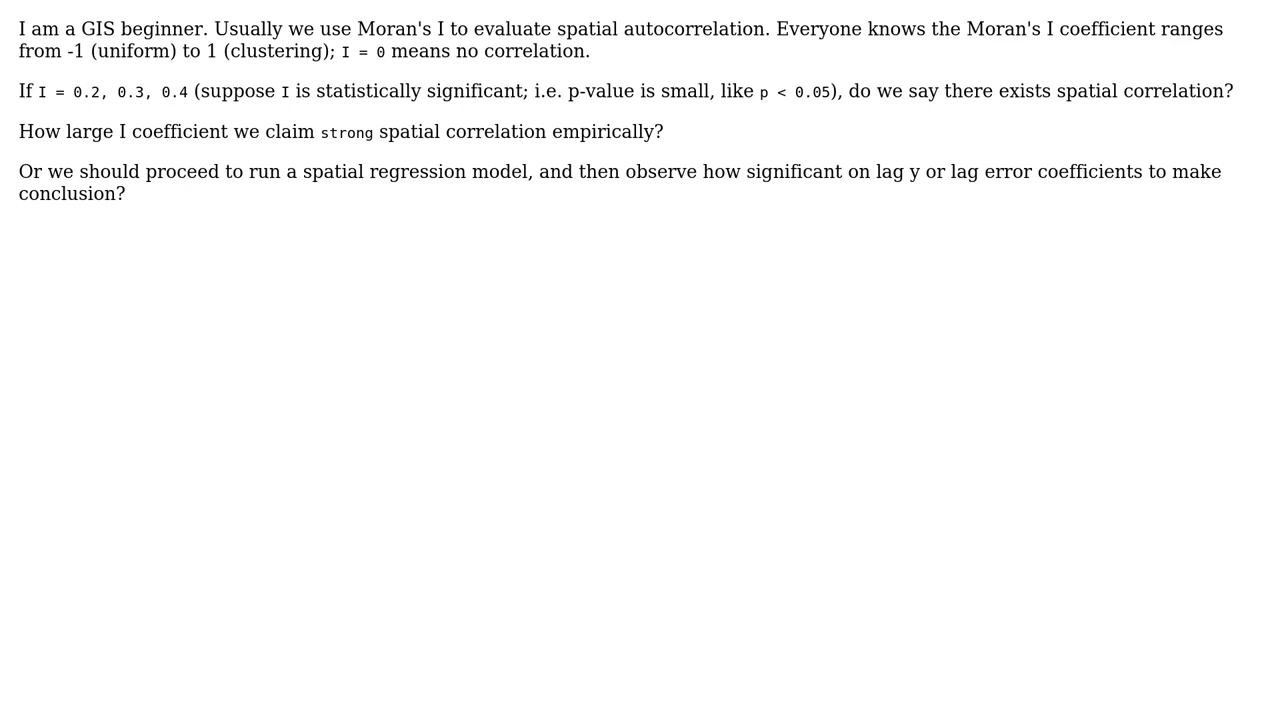 I am a GIS beginner. Usually we use Moran's I to evaluate spatial autocorrelation. Everyone knows the Moran's I coefficient ranges
from -1 (uniform) to 1 (clustering); I = 0 means no correlation.
If I = 0.2, 0.3, 0.4 (suppose I is statistically significant; i.e. p-value is small, like p < 0.05), do we say there exists spatial correlation?
How large I coefficient we claim strong spatial correlation empirically?
Or we should proceed to run a spatial regression model, and then observe how significant on lag y or lag error coefficients to make
conclusion?